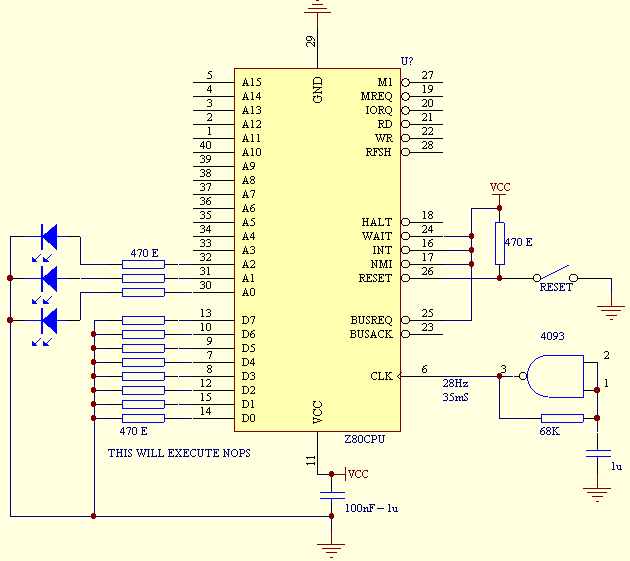 29
U?
GND
5 A15
4 A14
3 A13
2 A12
1 A11
40 A10
39 A9
38 A8
37 A7
36 A6
35 A5
34 A4
33 A3
32 A2
31 A1
30 A0
470 E
13 D7
10 D6
9 D5
7 D4
8 D3
12 D2
15 D1
14 D0
470 E
THIS WILL EXECUTE NOPS
M1 27
MREQ 19
IORQ 20
RD 21
WR 22
RFSH 28
HALT 18
WAIT 24
INT 16
NMI 17
RESET 26
BUSREQ 25
BUSACK 23
CLK 6
VCC
470 E
RESET
4093
28Hz
35mS
3
2
1
68K
1u
VCC
Z80CPU
11
VCC
100nF-1u